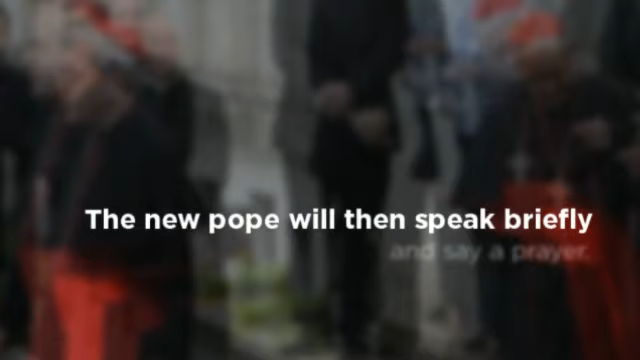 The new pope will then speak briefly
and say a prayer.